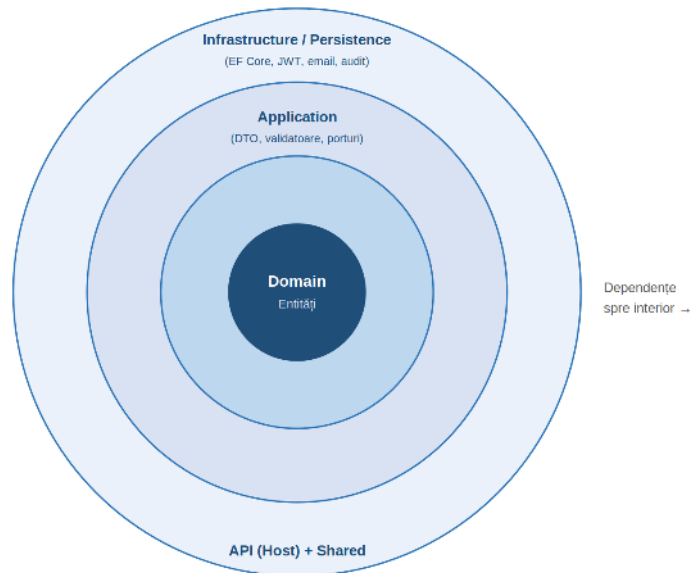 Infrastructure / Persistence
(EF Core, JWT, email, audit)
Application
(DTO, validatoare, porturi)
Domain
Entități
Dependențe
spre interior →
API (Host) + Shared